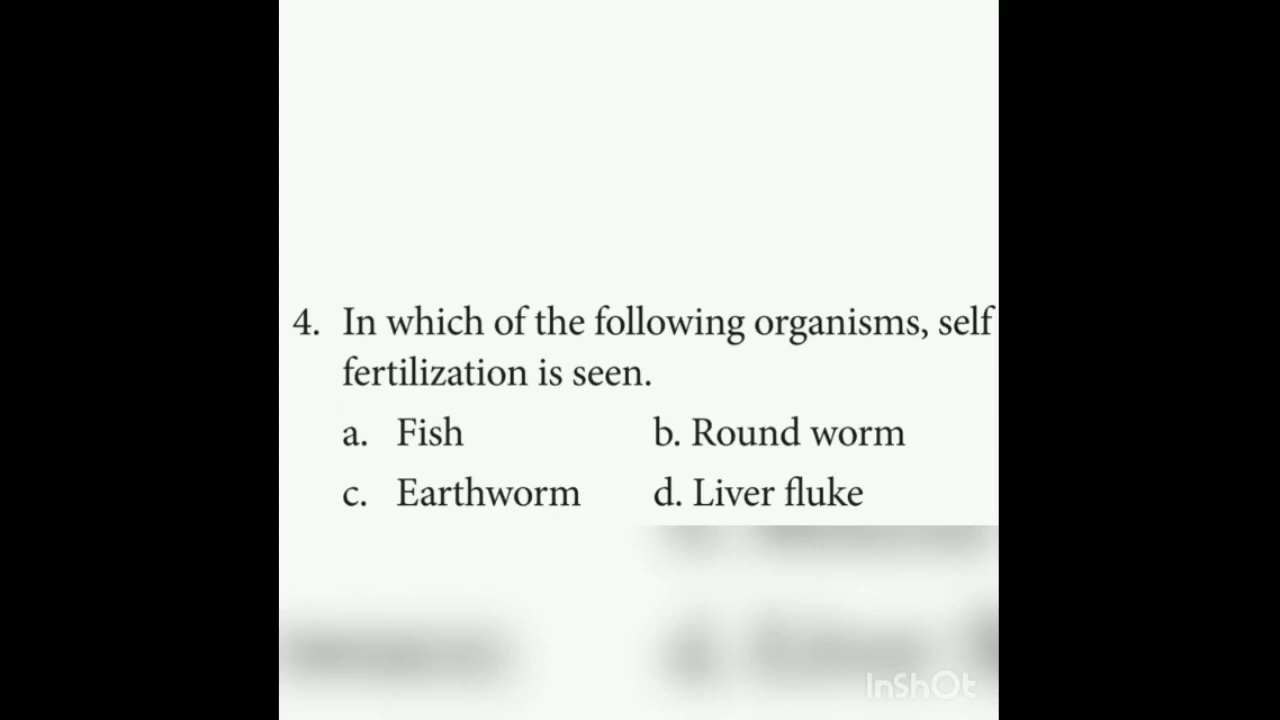 4. In which of the following organisms, self
fertilization is seen.
a. Fish b. Round worm
c. Earthworm d. Liver fluke
InShOt